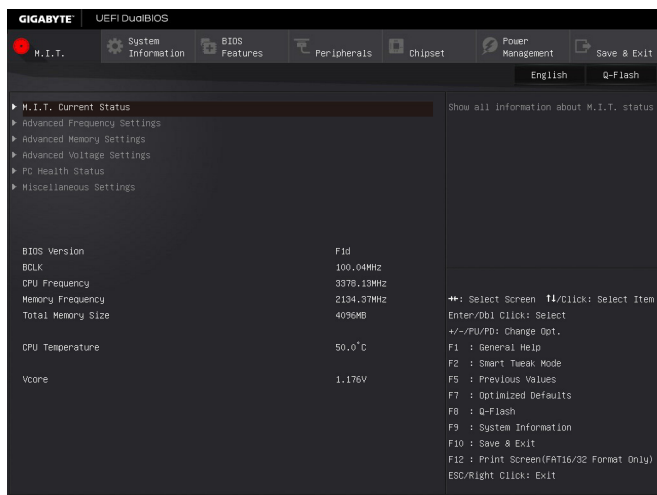 GIGABYTE™ UEFI DualBIOS
M.I.T.
System Information
BIOS Features
Peripherals
Chipset
Power Management
Save & Exit
English Q-Flash
M.I.T. Current Status
Advanced Frequency Settings
Advanced Memory Settings
Advanced Voltage Settings
PC Health Status
Miscellaneous Settings
BIOS Version F1d
BCLK 100.04MHz
CPU Frequency 3378.13MHz
Memory Frequency 2134.37MHz
Total Memory Size 4096MB
CPU Temperature 50.0°C
Vcore 1.176V
Show all information about M.I.T. status
→←: Select Screen ↑↓/Click: Select Item
Enter/Dbl Click: Select
+/-/PU/PD: Change Opt.
F1 : General Help
F2 : Smart Tweak Mode
F5 : Previous Values
F7 : Optimized Defaults
F8 : Q-Flash
F9 : System Information
F10 : Save & Exit
F12 : Print Screen(FAT16/32 Format Only)
ESC/Right Click: Exit